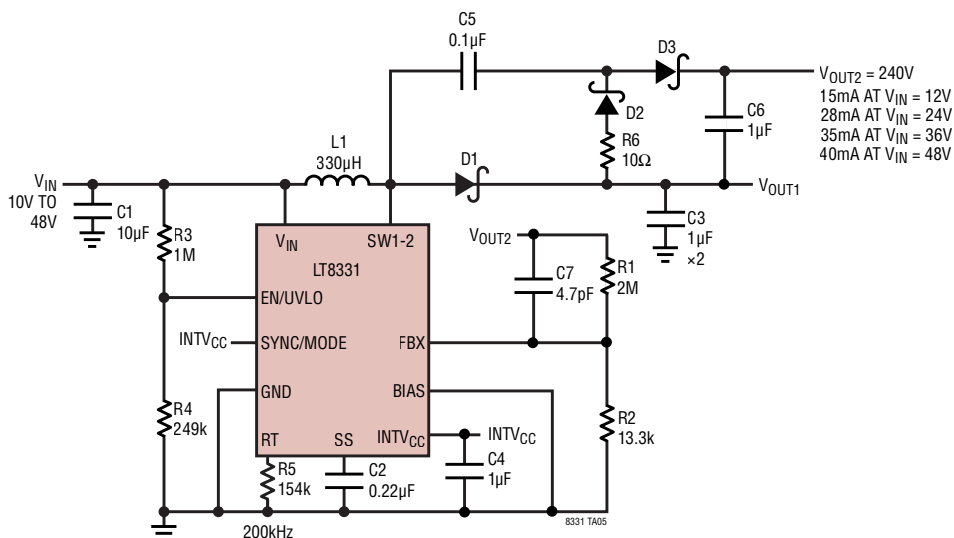 C5
0.1µF
D3
VOUT2 = 240V
15mA AT VIN = 12V
28mA AT VIN = 24V
35mA AT VIN = 36V
40mA AT VIN = 48V
D2
C6
1µF
R6
10Ω
L1
330µH
D1
VIN
10V TO
48V
VOUT1
C1
10µF
R3
1M
C3
1µF
×2
VIN
SW1-2
LT8331
VOUT2
C7
4.7pF
R1
2M
EN/UVLO
INTVCC
SYNC/MODE
FBX
GND
BIAS
R4
249k
R2
13.3k
RT
SS
INTVCC
INTVCC
R5
154k
C2
0.22µF
C4
1µF
8331 TA05
200kHz